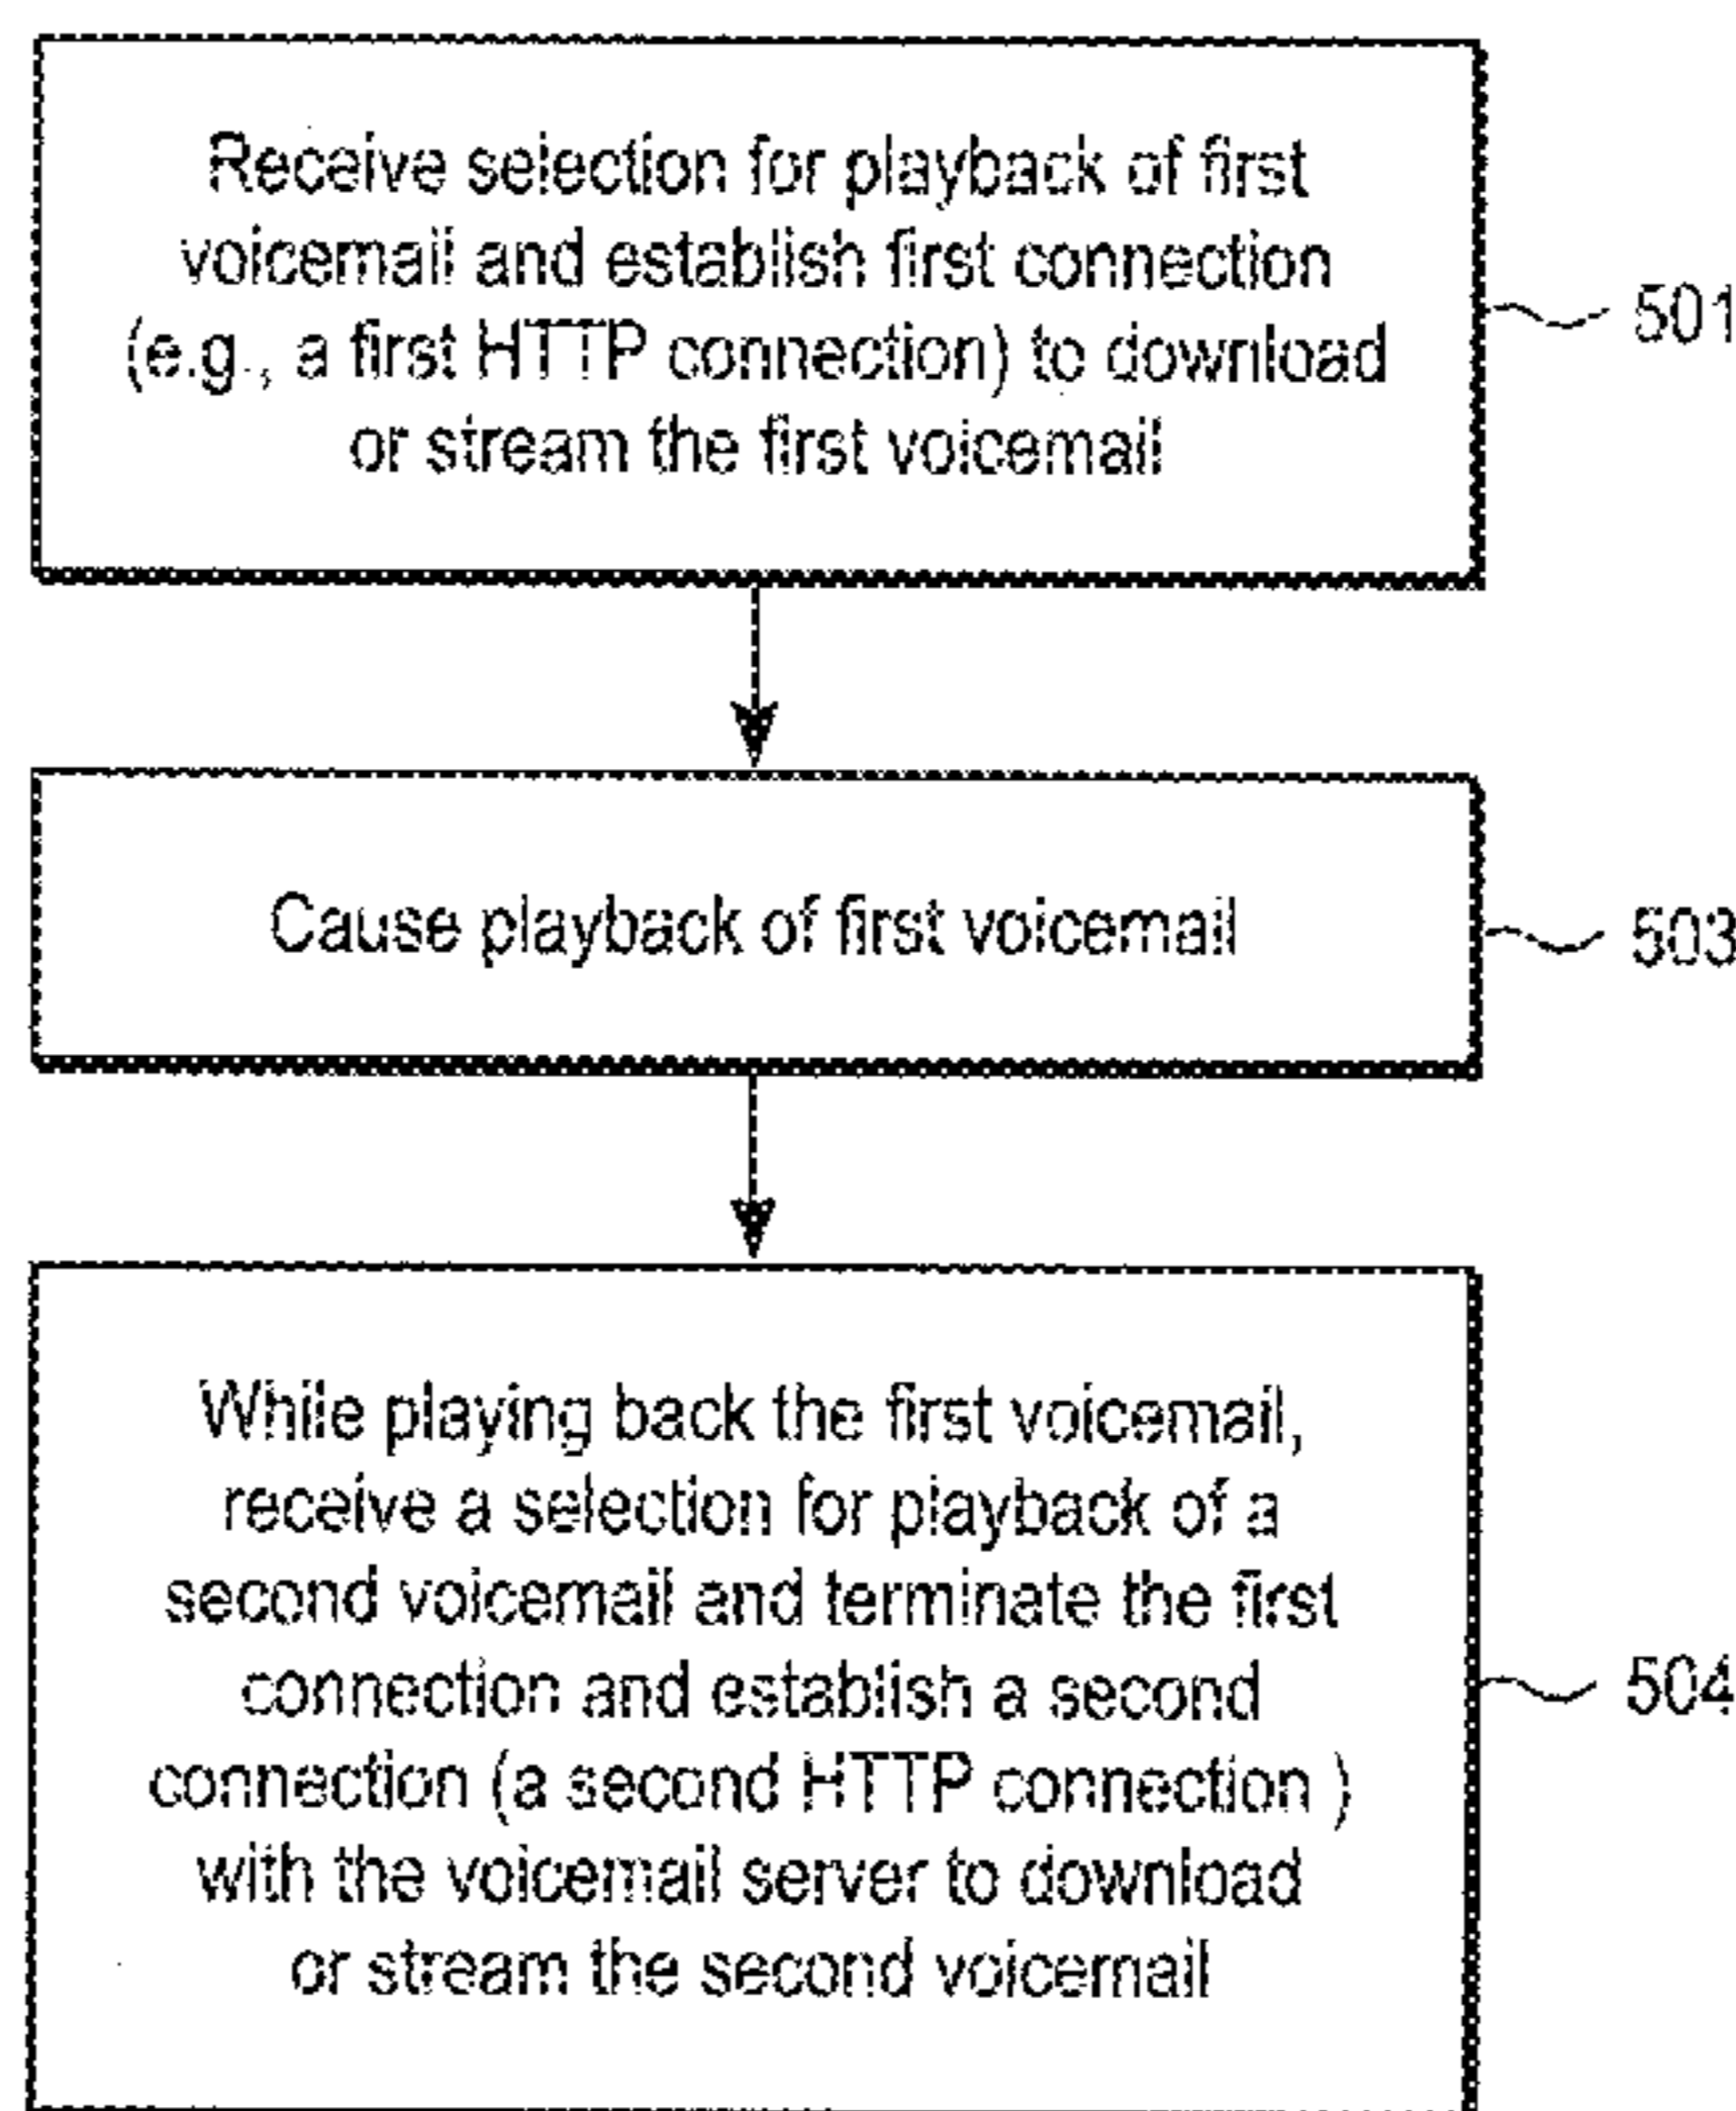 Receive selection for playback of first
voicemail and establish first connection
(e.g., a first HTTP connection) to download
or stream the first voicemail
501
Cause playback of first voicemail
503
While playing back the first voicemail,
receive a selection for playback of a
second voicemail and terminate the first
connection and establish a second
connection (a second HTTP connection )
with the voicemail server to download
or stream the second voicemail
504